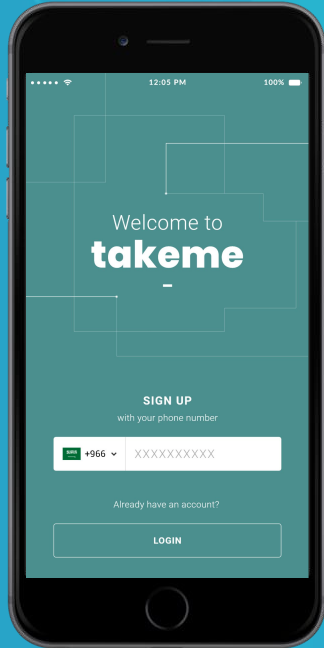 12:05 PM
100%
Welcome to
takeme
SIGN UP
with your phone number
+966
XXXXXXXXXX
Already have an account?
LOGIN